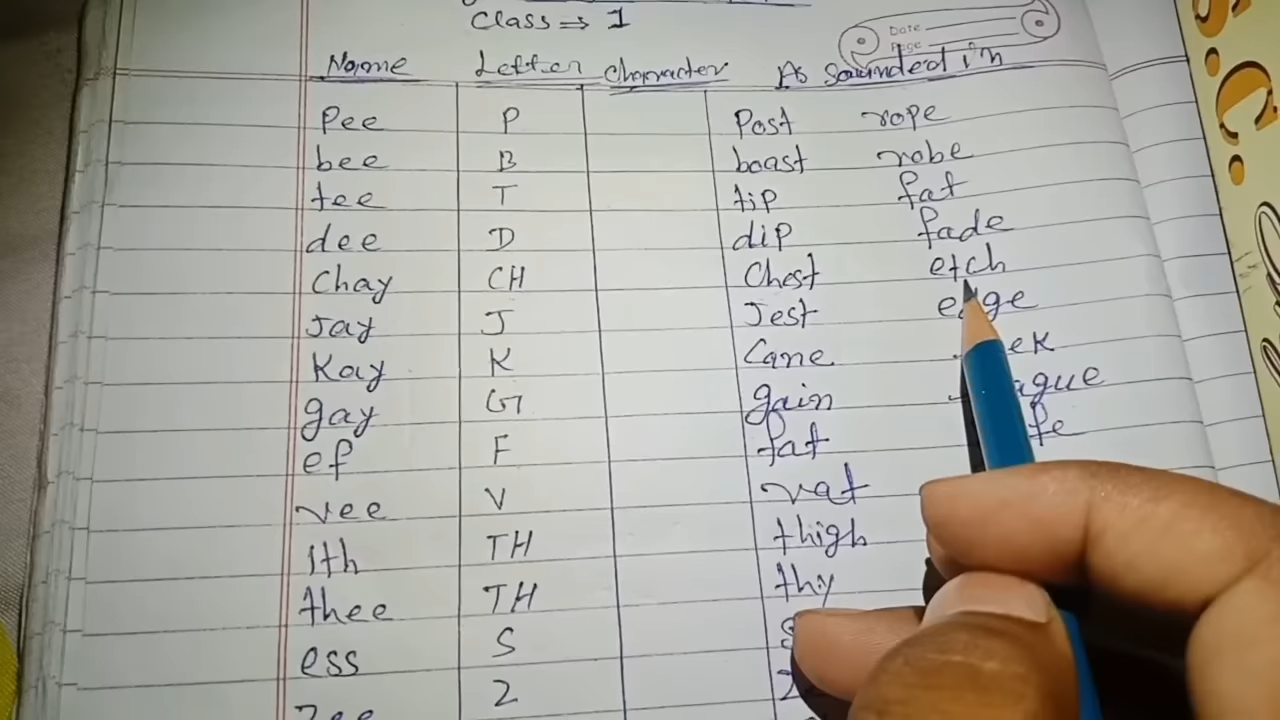 Class ⇒ 1
Date
Page
Name Letter Character As sounded in
Pee P Post rope
bee B boast robe
tee T tip fat
dee D dip fade
Chay CH Chest etch
Jay J Jest
Kay K Cane
gay G gain
ef F fat
vee V vat
Ith TH thigh
thee TH thy
ess S
Z
S.C.